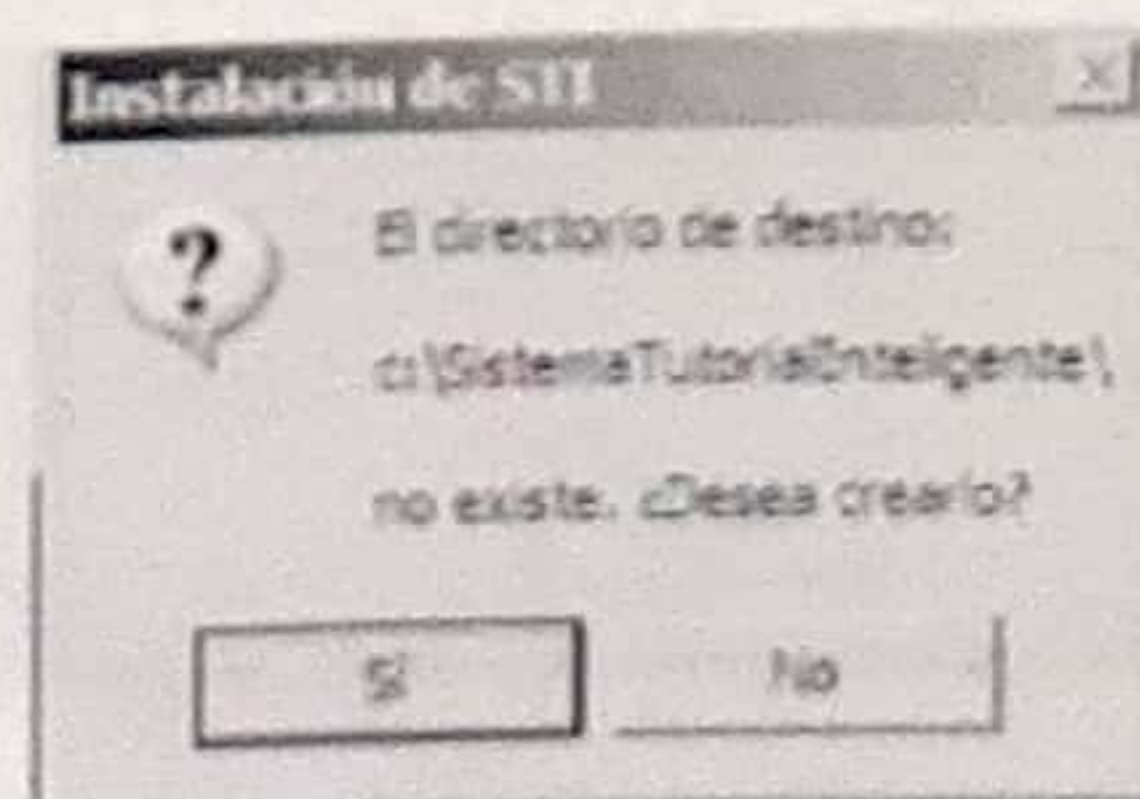 Instalación de STI
El directorio de destino:
c:\SistemaTutorialInteligente\
no existe. ¿Desea crearlo?
Sí
No